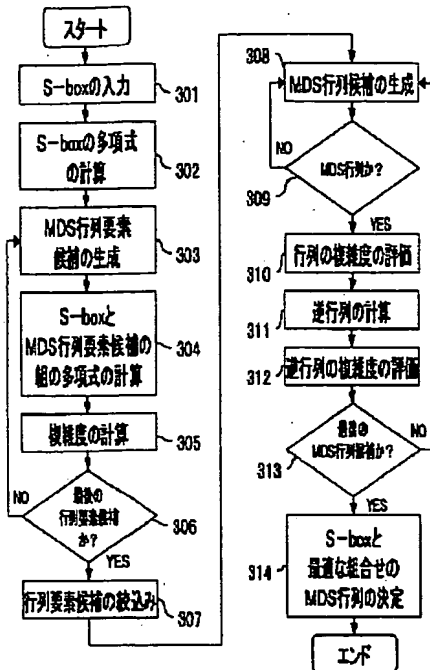 スタート
S-boxの入力
301
S-boxの多項式
の計算
302
MDS行列要素
候補の生成
303
S-boxと
MDS行列要素候補の
組の多項式の計算
304
複雑度の計算
305
NO
最後の
行列要素候補
か?
306
YES
行列要素候補の絞込み
307
308
MDS行列候補の生成
NO
MDS行列か?
309
YES
310
行列の複雑度の評価
311
逆行列の計算
312
逆行列の複雑度の評価
最後の
MDS行列候補か?
NO
313
YES
314
S-boxと
最適な組合せの
MDS行列の決定
エンド